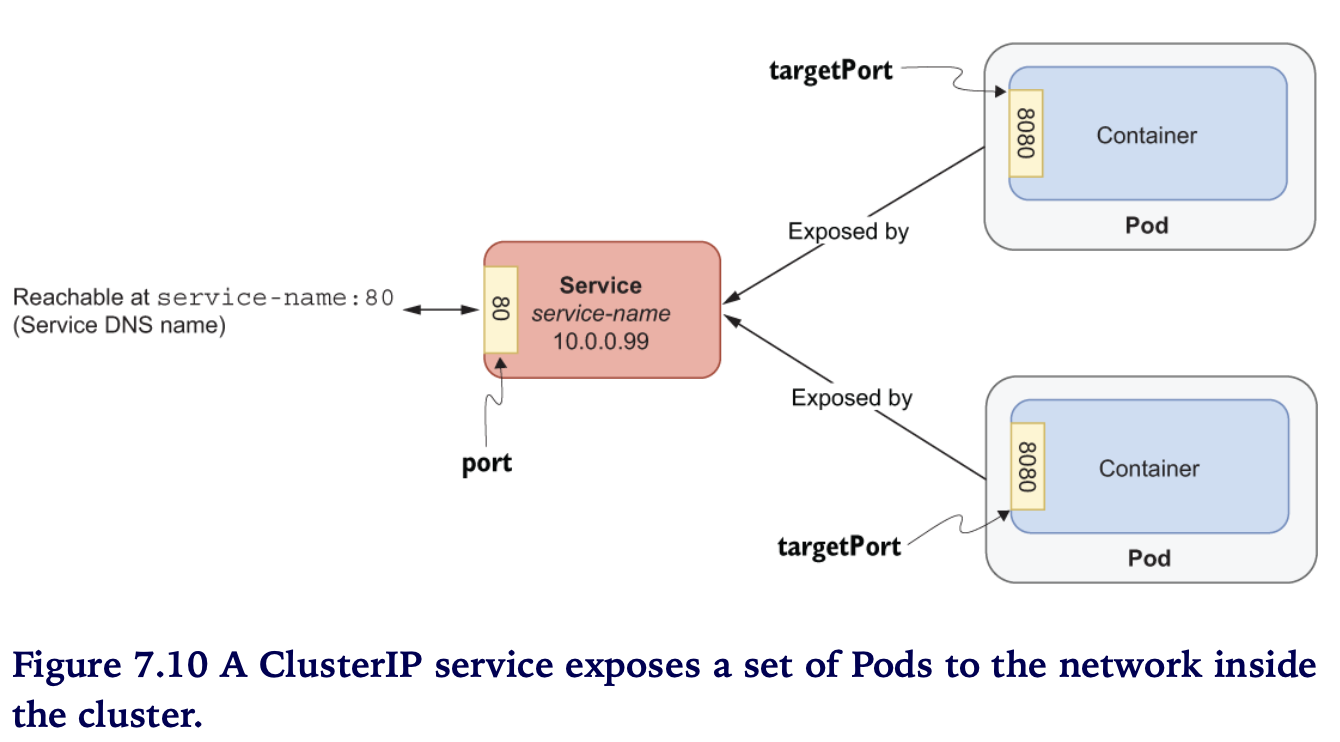 targetPort
8080
Container
Pod
Exposed by
Reachable at service-name:80
(Service DNS name)
80
Service
service-name
10.0.0.99
port
Exposed by
8080
Container
targetPort
Pod
Figure 7.10 A ClusterIP service exposes a set of Pods to the network inside
the cluster.